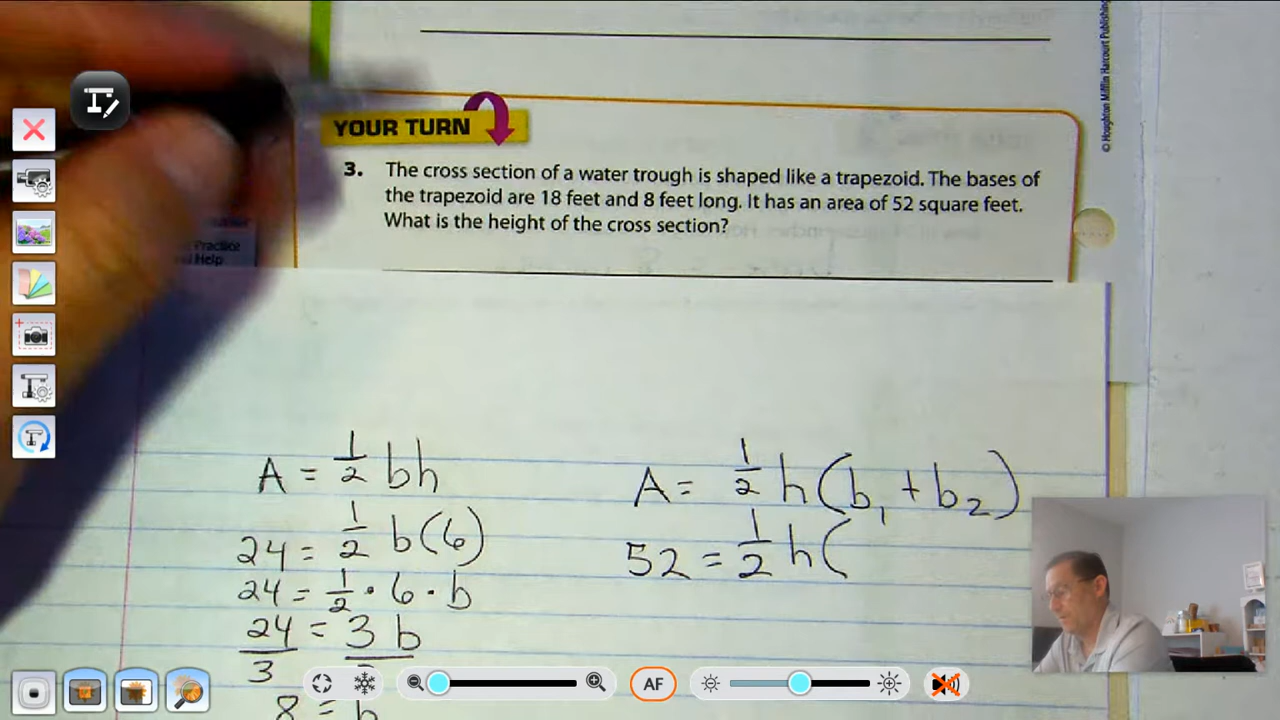 © Houghton Mifflin Harcourt Publishing
YOUR TURN
3. The cross section of a water trough is shaped like a trapezoid. The bases of
the trapezoid are 18 feet and 8 feet long. It has an area of 52 square feet.
What is the height of the cross section?
Practice
Help
A = 1/2 bh
24 = 1/2 b(6)
24 = 1/2 · 6 · b
24/3 = 3b
8 = b
A = 1/2 h(b₁ + b₂)
52 = 1/2 h(
AF